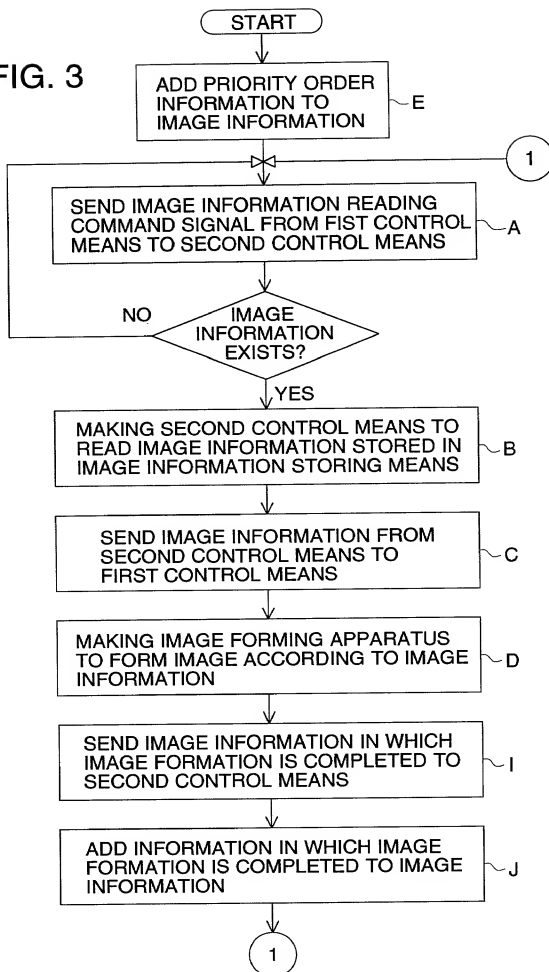 START
FIG. 3
ADD PRIORITY ORDER
INFORMATION TO
IMAGE INFORMATION
E
1
SEND IMAGE INFORMATION READING
COMMAND SIGNAL FROM FIST CONTROL
MEANS TO SECOND CONTROL MEANS
A
NO
IMAGE
INFORMATION
EXISTS?
YES
MAKING SECOND CONTROL MEANS TO
READ IMAGE INFORMATION STORED IN
IMAGE INFORMATION STORING MEANS
B
SEND IMAGE INFORMATION FROM
SECOND CONTROL MEANS TO
FIRST CONTROL MEANS
C
MAKING IMAGE FORMING APPARATUS
TO FORM IMAGE ACCORDING TO IMAGE
INFORMATION
D
SEND IMAGE INFORMATION IN WHICH
IMAGE FORMATION IS COMPLETED TO
SECOND CONTROL MEANS
I
ADD INFORMATION IN WHICH IMAGE
FORMATION IS COMPLETED TO IMAGE
INFORMATION
J
1